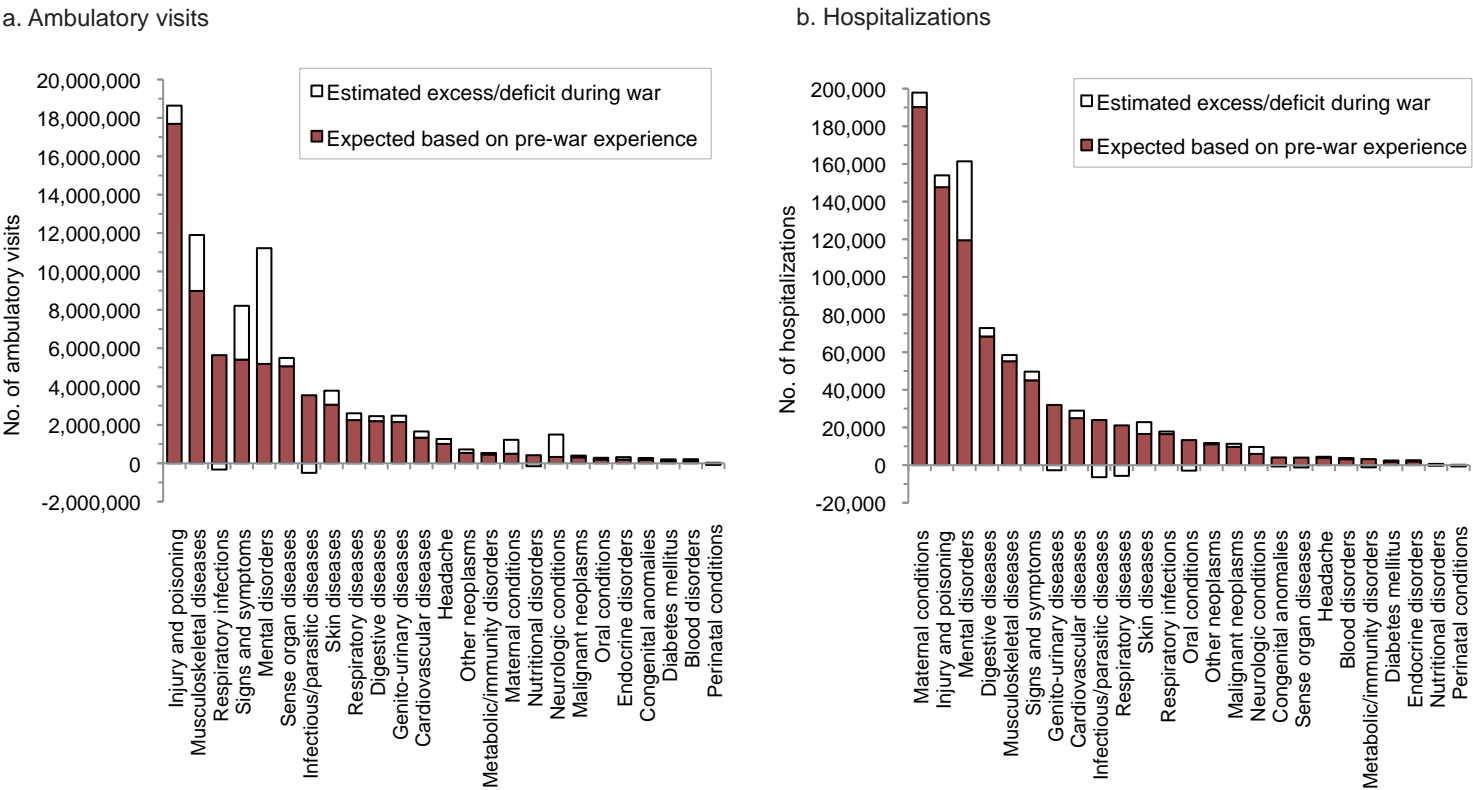 a. Ambulatory visits
20,000,000
18,000,000
16,000,000
14,000,000
12,000,000
10,000,000
8,000,000
6,000,000
4,000,000
2,000,000
0
-2,000,000
No. of ambulatory visits
Estimated excess/deficit during war
Expected based on pre-war experience
Injury and poisoning
Musculoskeletal diseases
Respiratory infections
Signs and symptoms
Mental disorders
Sense organ diseases
Infectious/parasitic diseases
Skin diseases
Respiratory diseases
Digestive diseases
Genito-urinary diseases
Cardiovascular diseases
Headache
Other neoplasms
Metabolic/immunity disorders
Maternal conditions
Nutritional disorders
Neurologic conditions
Malignant neoplasms
Oral conditions
Endocrine disorders
Congenital anomalies
Diabetes mellitus
Blood disorders
Perinatal conditions
b. Hospitalizations
200,000
180,000
160,000
140,000
120,000
100,000
80,000
60,000
40,000
20,000
0
-20,000
No. of hospitalizations
Estimated excess/deficit during war
Expected based on pre-war experience
Maternal conditions
Injury and poisoning
Mental disorders
Digestive diseases
Musculoskeletal diseases
Signs and symptoms
Genito-urinary diseases
Cardiovascular diseases
Infectious/parasitic diseases
Respiratory diseases
Skin diseases
Respiratory infections
Oral conditions
Other neoplasms
Malignant neoplasms
Neurologic conditions
Congenital anomalies
Sense organ diseases
Headache
Blood disorders
Metabolic/immunity disorders
Diabetes mellitus
Endocrine disorders
Nutritional disorders
Perinatal conditions